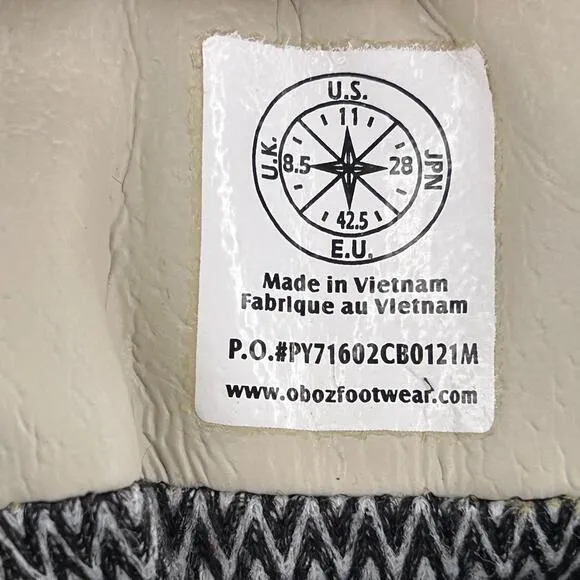 U.S.
11
U.K. 8.5 28 JPN
42.5
E.U.
Made in Vietnam
Fabrique au Vietnam
P.O.#PY71602CB0121M
www.obozfootwear.com